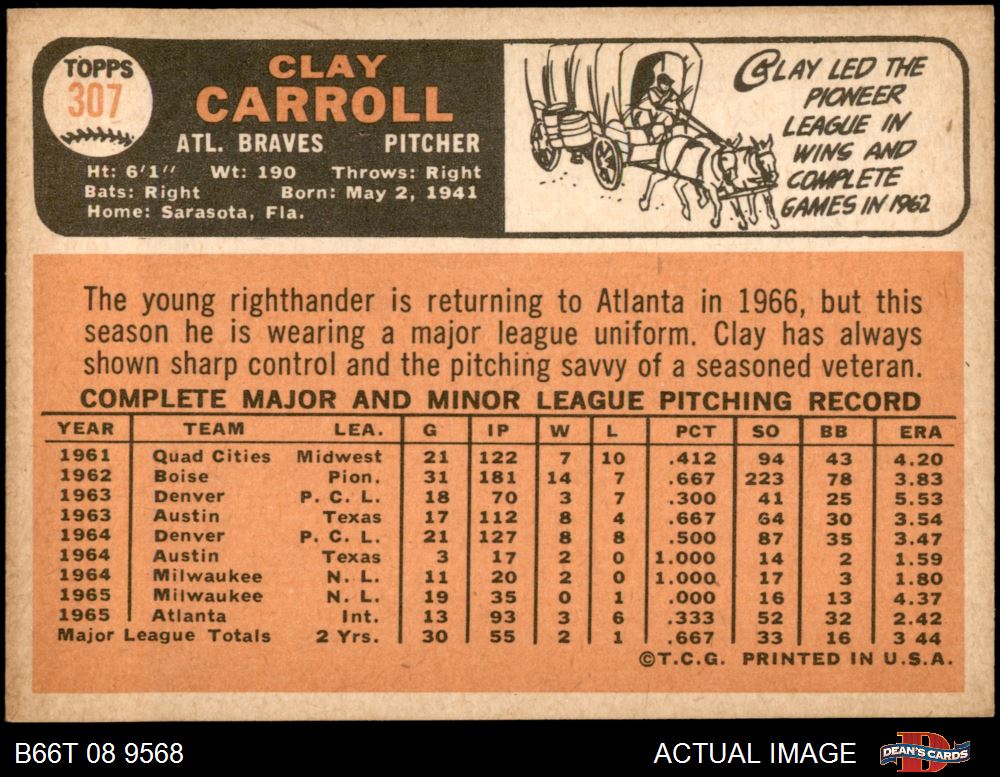 TOPPS
307
CLAY
CARROLL
ATL. BRAVES PITCHER
Ht: 6'1" Wt: 190 Throws: Right
Bats: Right Born: May 2, 1941
Home: Sarasota, Fla.
CLAY LED THE
PIONEER
LEAGUE IN
WINS AND
COMPLETE
GAMES IN 1962
The young righthander is returning to Atlanta in 1966, but this
season he is wearing a major league uniform. Clay has always
shown sharp control and the pitching savvy of a seasoned veteran.
COMPLETE MAJOR AND MINOR LEAGUE PITCHING RECORD
YEAR TEAM LEA. G IP W L PCT SO BB ERA
1961 Quad Cities Midwest 21 122 7 10 .412 94 43 4.20
1962 Boise Pion. 31 181 14 7 .667 223 78 3.83
1963 Denver P. C. L. 18 70 3 7 .300 41 25 5.53
1963 Austin Texas 17 112 8 4 .667 64 30 3.54
1964 Denver P. C. L. 21 127 8 8 .500 87 35 3.47
1964 Austin Texas 3 17 2 0 1.000 14 2 1.59
1964 Milwaukee N. L. 11 20 2 0 1.000 17 3 1.80
1965 Milwaukee N. L. 19 35 0 1 .000 16 13 4.37
1965 Atlanta Int. 13 93 3 6 .333 52 32 2.42
Major League Totals 2 Yrs. 30 55 2 1 .667 33 16 3 44
©T.C.G. PRINTED IN U.S.A.
B66T 08 9568 ACTUAL IMAGE DEAN'S CARDS